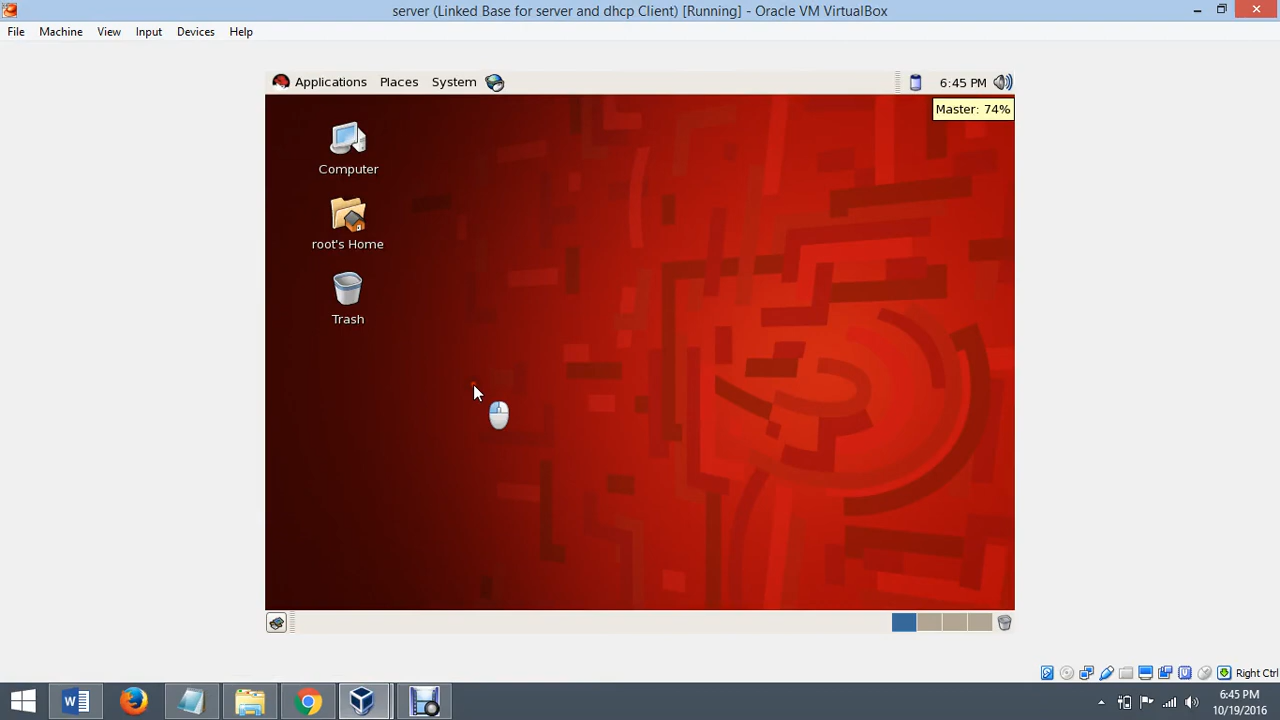 server (Linked Base for server and dhcp Client) [Running] - Oracle VM VirtualBox
File Machine View Input Devices Help
Applications Places System 6:45 PM
Master: 74%
Computer
root's Home
Trash
Right Ctrl
6:45 PM
10/19/2016